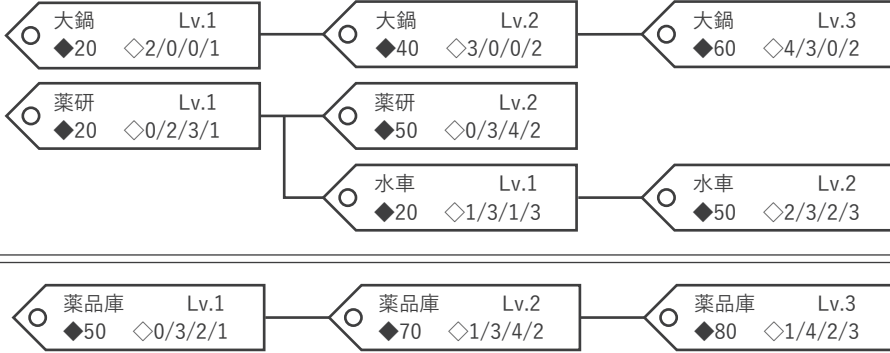 大鍋 Lv.1
◆20 ◇2/0/0/1
大鍋 Lv.2
◆40 ◇3/0/0/2
大鍋 Lv.3
◆60 ◇4/3/0/2
薬研 Lv.1
◆20 ◇0/2/3/1
薬研 Lv.2
◆50 ◇0/3/4/2
水車 Lv.1
◆20 ◇1/3/1/3
水車 Lv.2
◆50 ◇2/3/2/3
薬品庫 Lv.1
◆50 ◇0/3/2/1
薬品庫 Lv.2
◆70 ◇1/3/4/2
薬品庫 Lv.3
◆80 ◇1/4/2/3